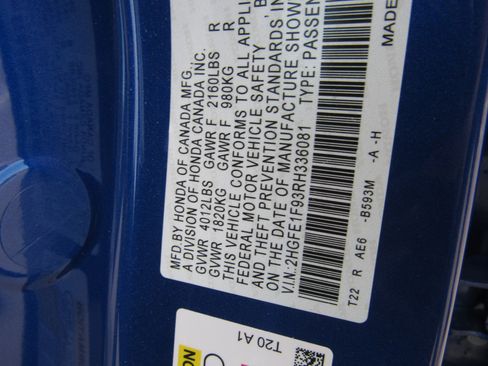 MFD.BY HONDA OF CANADA MFG.
A DIVISION OF HONDA CANADA INC.
GVWR 4012LBS GAWR F 2160LBS R
GVWR 1820KG GAWR F 980KG R
THIS VEHICLE CONFORMS TO ALL APPLI
FEDERAL MOTOR VEHICLE SAFETY B
AND THEFT PREVENTION STANDARDS, IN
ON THE DATE OF MANUFACTURE SHOW
V.I.N.: 2HGFE1F93RH336081 TYPE: PASSEN
MADE
T22 R AE6 -B593M -A -H
T20 A1